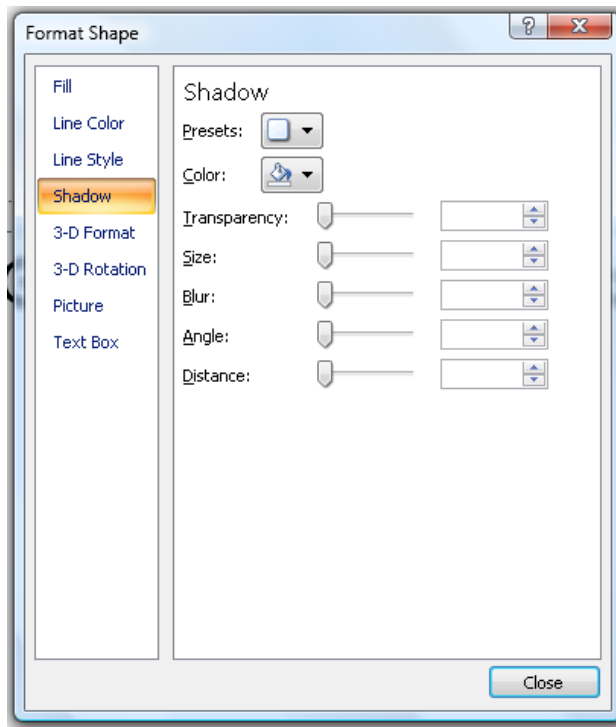 Format Shape
Fill
Line Color
Line Style
Shadow
3-D Format
3-D Rotation
Picture
Text Box
Shadow
Presets:
Color:
Transparency:
Size:
Blur:
Angle:
Distance:
Close